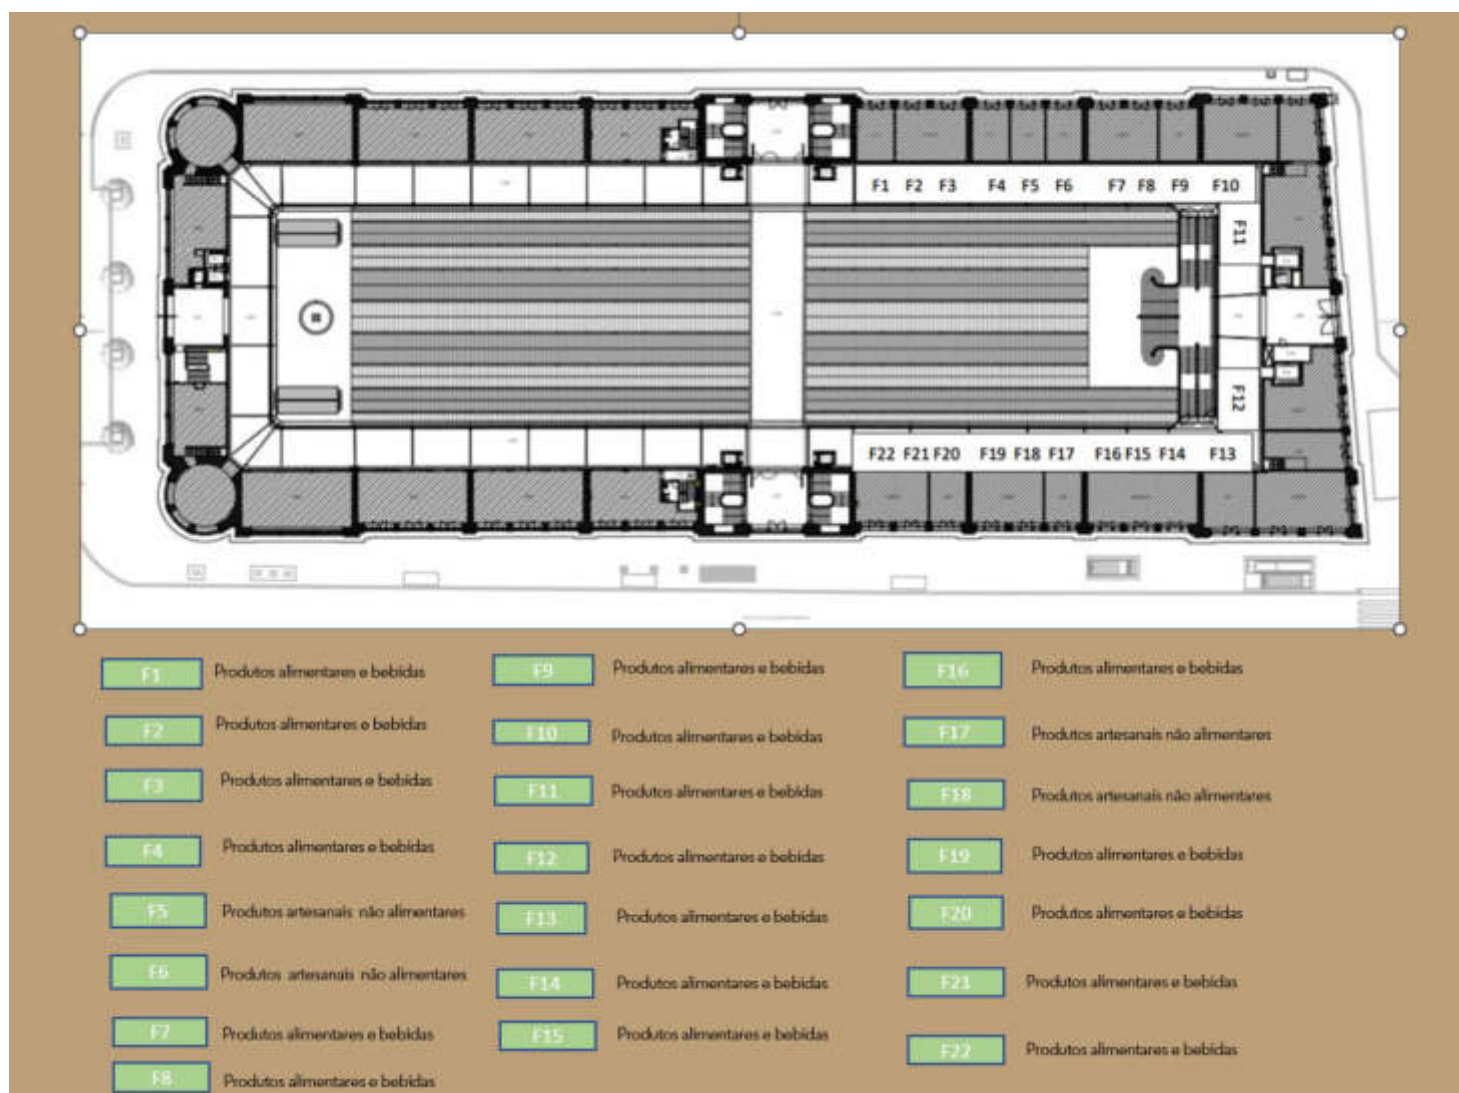 F1 F2 F3 F4 F5 F6 F7 F8 F9 F10
F11
F12
F22 F21 F20 F19 F18 F17 F16 F15 F14 F13
F1 Produtos alimentares e bebidas
F2 Produtos alimentares e bebidas
F3 Produtos alimentares e bebidas
F4 Produtos alimentares e bebidas
F5 Produtos artesanais não alimentares
F6 Produtos artesanais não alimentares
F7 Produtos alimentares e bebidas
F8 Produtos alimentares e bebidas
F9 Produtos alimentares e bebidas
F10 Produtos alimentares e bebidas
F11 Produtos alimentares e bebidas
F12 Produtos alimentares e bebidas
F13 Produtos alimentares e bebidas
F14 Produtos alimentares e bebidas
F15 Produtos alimentares e bebidas
F16 Produtos alimentares e bebidas
F17 Produtos artesanais não alimentares
F18 Produtos artesanais não alimentares
F19 Produtos alimentares e bebidas
F20 Produtos alimentares e bebidas
F21 Produtos alimentares e bebidas
F22 Produtos alimentares e bebidas